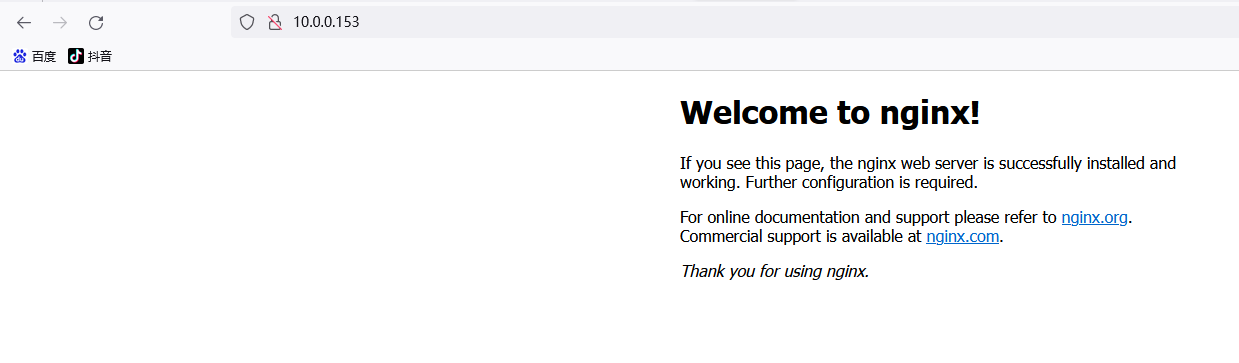 10.0.0.153
百度 抖音
Welcome to nginx!
If you see this page, the nginx web server is successfully installed and
working. Further configuration is required.
For online documentation and support please refer to nginx.org.
Commercial support is available at nginx.com.
Thank you for using nginx.